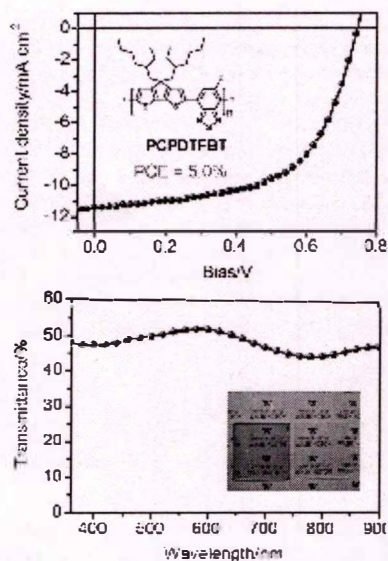 0
-2
-4
-6
-8
-10
-12
Current density/mA cm²
PCPDTFBT
PCE = 5.0%
0.0 0.2 0.4 0.6 0.8
Bias/V
60
50
40
30
20
10
0
Transmittance/%
400 500 600 700 800 900
Wavelength/nm